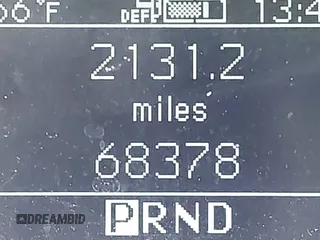 66°F DEF 13:4
2131.2
miles
68378
DREAMBID
PRND